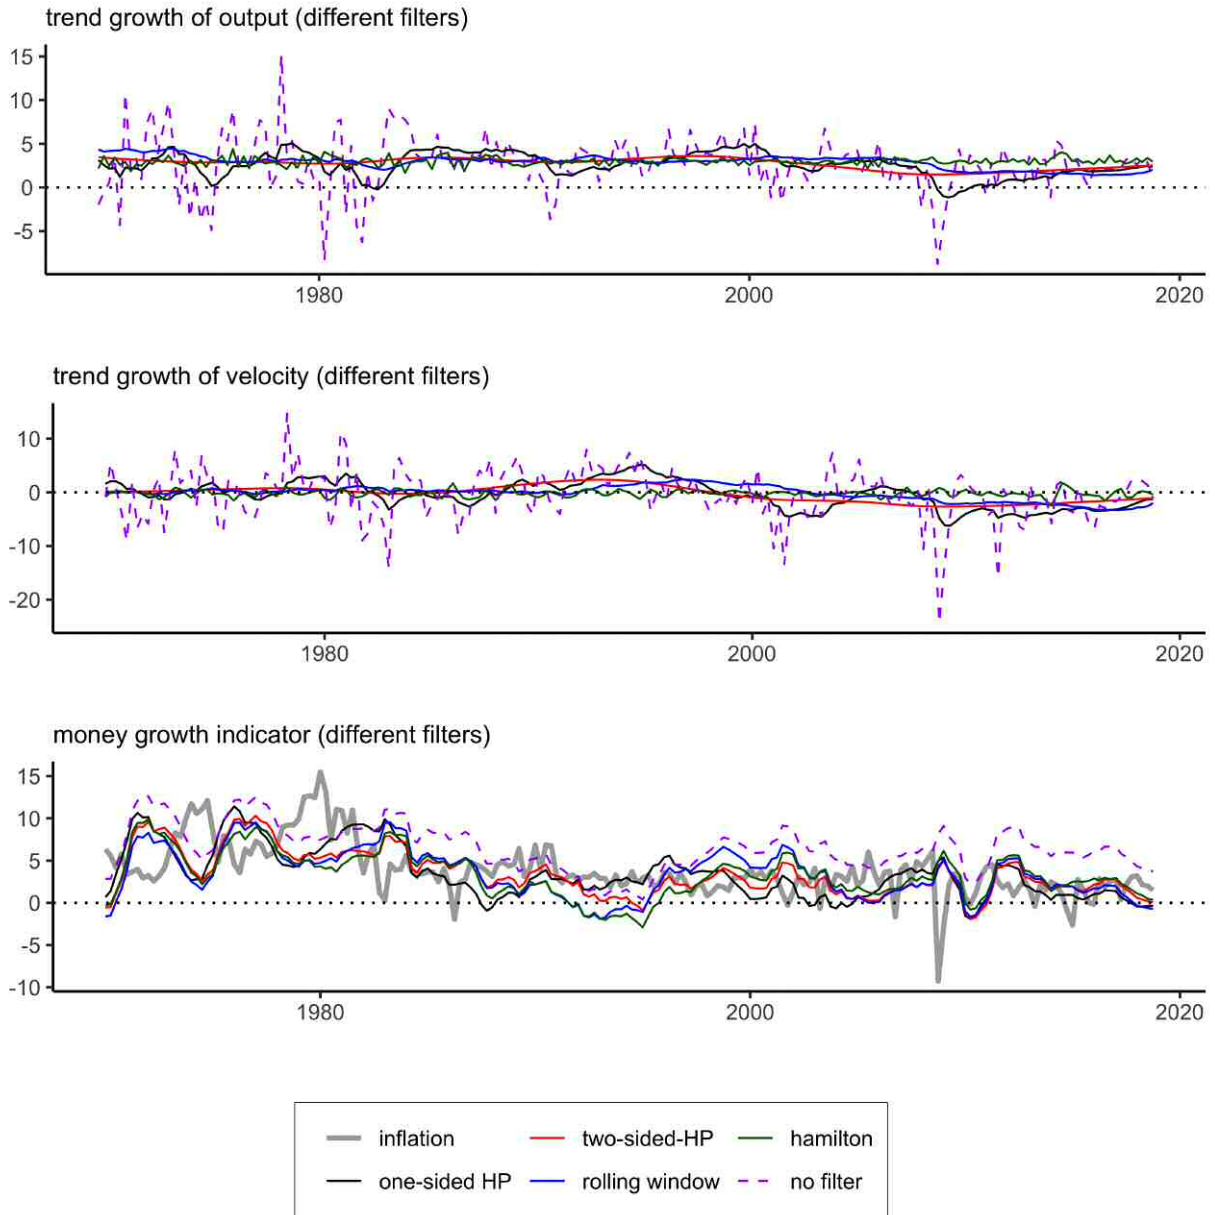 trend growth of output (different filters)
15
10
5
0
-5
1980 2000 2020
trend growth of velocity (different filters)
10
0
-10
-20
1980 2000 2020
money growth indicator (different filters)
15
10
5
0
-5
-10
1980 2000 2020
inflation two-sided-HP hamilton
one-sided HP rolling window no filter